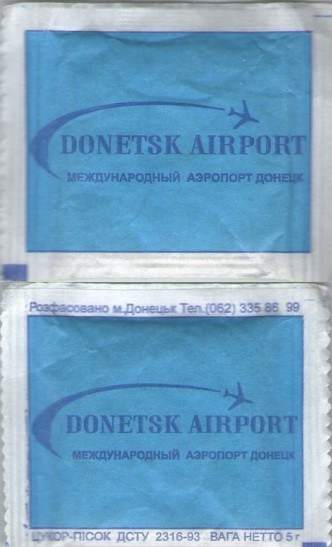 DONETSK AIRPORT
МЕЖДУНАРОДНЫЙ АЭРОПОРТ ДОНЕЦК
Розфасовано м.Донецьк Тел.(062) 335 86 99
DONETSK AIRPORT
МЕЖДУНАРОДНЫЙ АЭРОПОРТ ДОНЕЦК
ЦУКОР-ПІСОК ДСТУ 2316-93 ВАГА НЕТТО 5 г